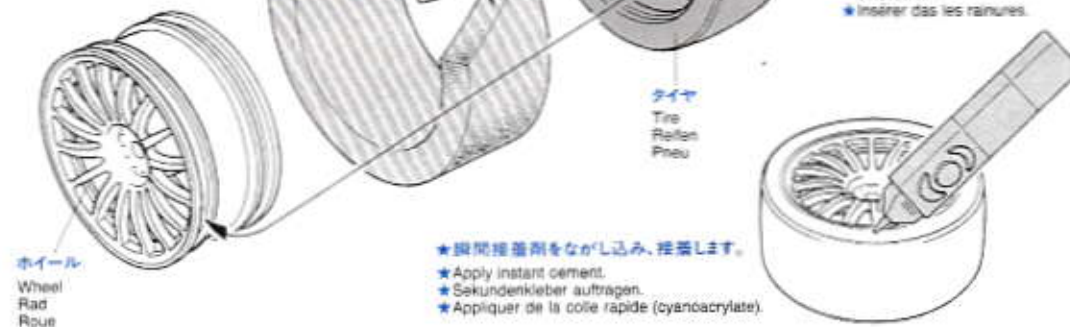 ★Insérer das les rainures.
タイヤ
Tire
Reifen
Pneu
ホイール
Wheel
Rad
Roue
★瞬間接着剤をながし込み、接着します。
★Apply instant cement.
★Sekundenkleber auftragen.
★Appliquer de la colle rapide (cyanoacrylate).